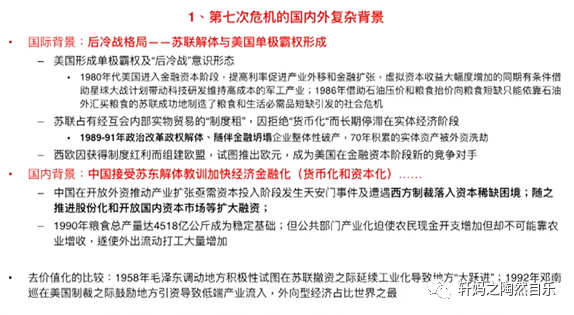 1、第七次危机的国内外复杂背景
• 国际背景：后冷战格局——苏联解体与美国单极霸权形成
– 美国形成单极霸权及“后冷战”意识形态
• 1980年代美国进入金融资本阶段，提高利率促进产业外移和金融扩张，虚拟资本收益大幅度增加的同期有条件借
助星球大战计划带动科技研发维持高成本的军工产业；1986年借助石油压价和粮食抬价向粮食短缺只能依靠石油
外汇买粮食的苏联成功地制造了粮食和生活必需品短缺引发的社会危机
– 苏联占有经互会内部实物贸易的“制度租”，因拒绝“货币化”而长期停滞在实体经济阶段
• 1989-91年政治改革政权解体、随伴金融坍塌企业整体性破产，70年积累的实体资产被外资洗劫
– 西欧因获得制度红利而组建欧盟，试图推出欧元，成为美国在金融资本阶段新的竞争对手
• 国内背景：中国接受苏东解体教训加快经济金融化（货币化和资本化）……
– 中国在开放外资推动产业扩张亟需资本投入阶段发生天安门事件及遭遇西方制裁落入资本稀缺困境；随之
推进股份化和开放国内资本市场等扩大融资；
– 1990年粮食总产量达4518亿公斤成为稳定基础；但公共部门产业化迫使农民现金开支增加但却不可能靠农
业增收，遂使外出流动打工大量增加
• 去价值化的比较：1958年毛泽东调动地方积极性试图在苏联撤资之际延续工业化导致地方“大跃进”；1992年邓南
巡在美国制裁之际鼓励地方引资导致低端产业流入，外向型经济占比世界之最
轩妈之陶然自乐